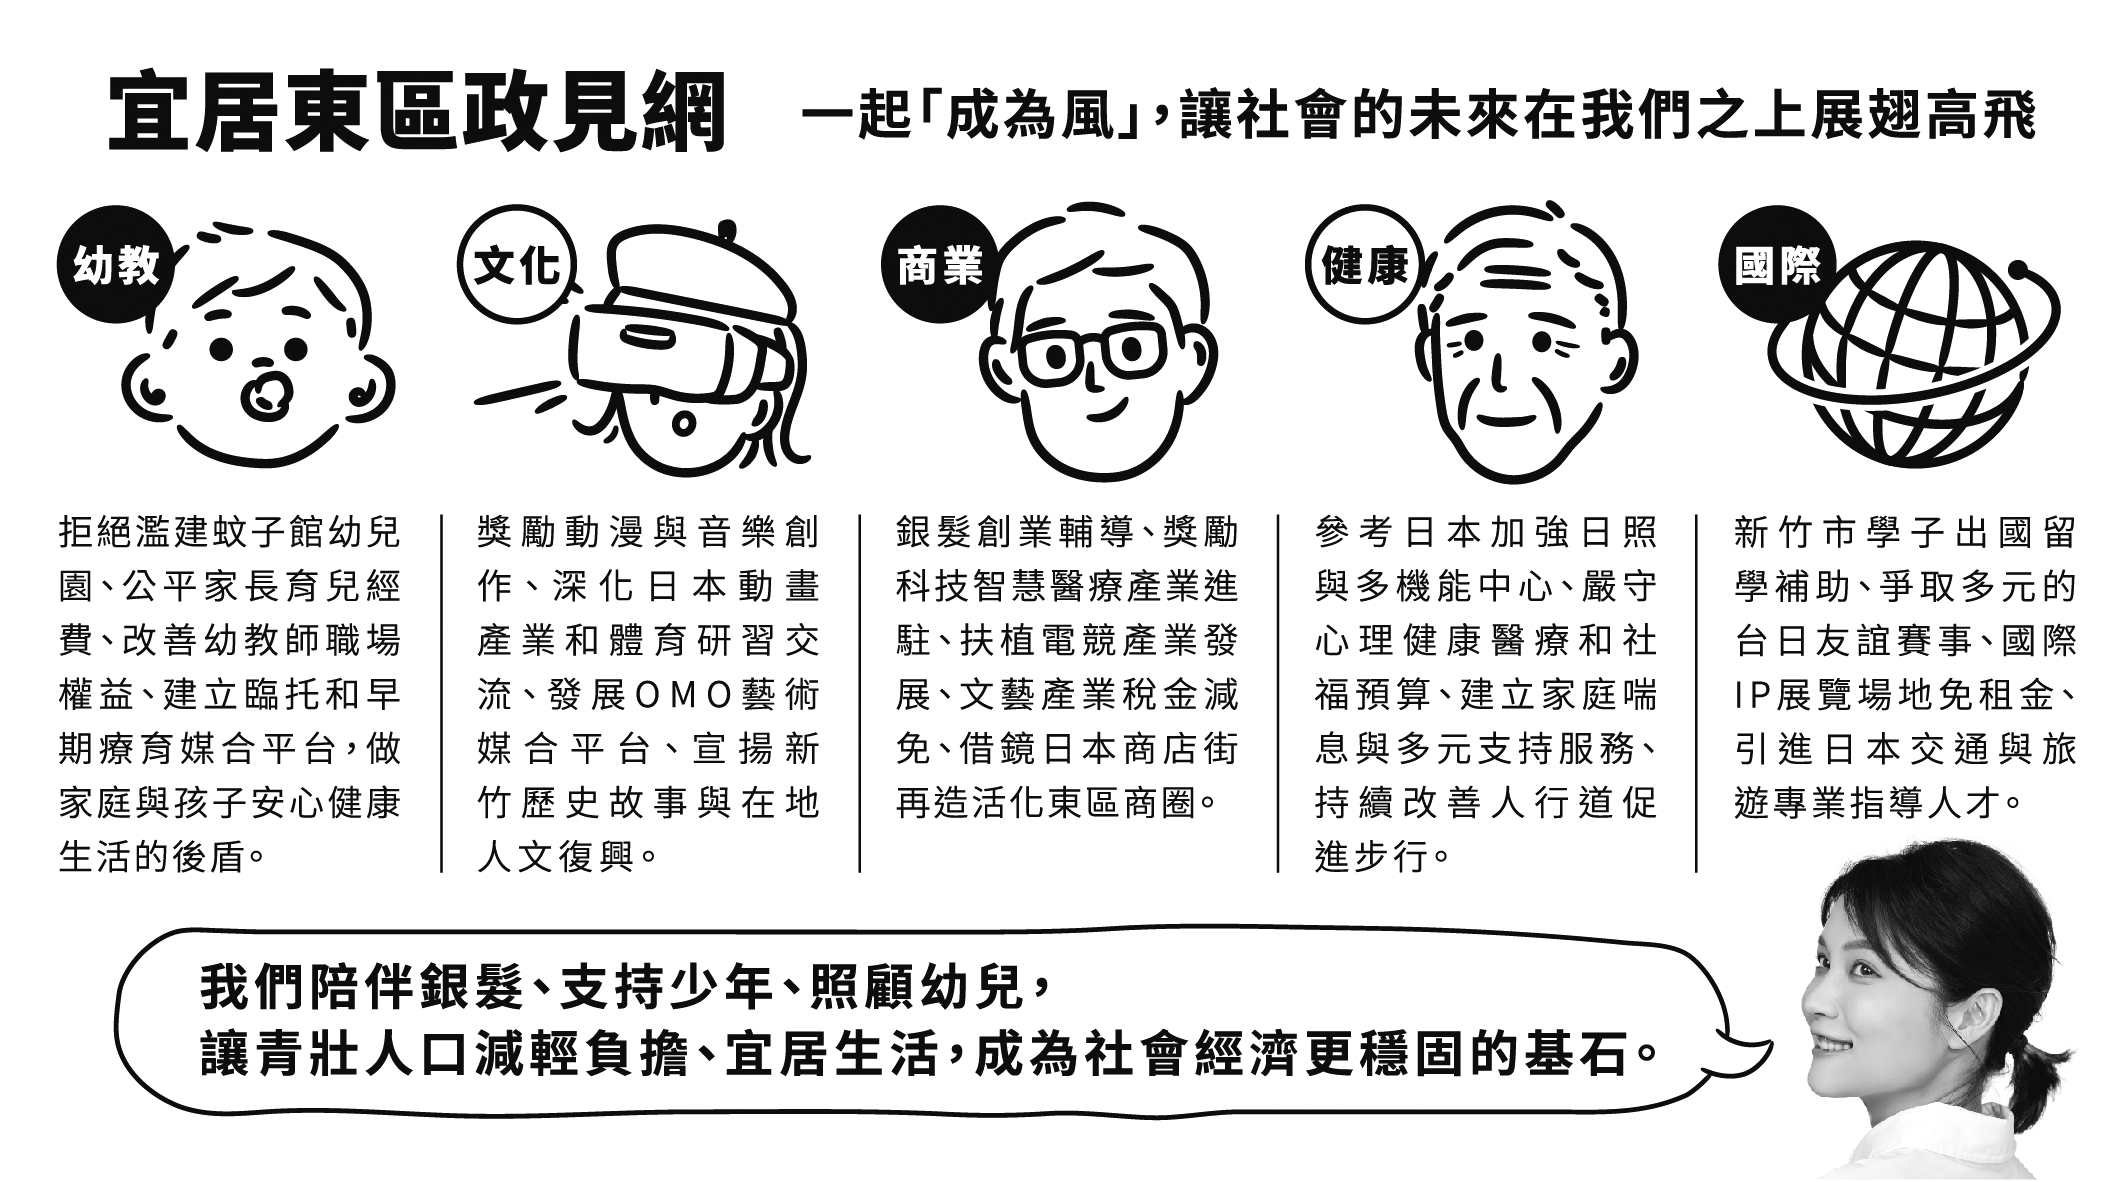 宜居東區政見網
一起「成為風」，讓社會的未來在我們之上展翅高飛
幼教
拒絕濫建蚊子館幼兒
園、公平家長育兒經
費、改善幼教師職場
權益、建立臨托和早
期療育媒合平台，做
家庭與孩子安心健康
生活的後盾。
文化
獎勵動漫與音樂創
作、深化日本動畫
產業和體育研習交
流、發展OMO藝術
媒合平台、宣揚新
竹歷史故事與在地
人文復興。
商業
銀髮創業輔導、獎勵
科技智慧醫療產業進
駐、扶植電競產業發
展、文藝產業稅金減
免、借鏡日本商店街
再造活化東區商圈。
健康
參考日本加強日照
與多機能中心、嚴守
心理健康醫療和社
福預算、建立家庭喘
息與多元支持服務、
持續改善人行道促
進步行。
國際
新竹市學子出國留
學補助、爭取多元的
台日友誼賽事、國際
IP展覽場地免租金、
引進日本交通與旅
遊專業指導人才。
我們陪伴銀髮、支持少年、照顧幼兒，
讓青壯人口減輕負擔、宜居生活，成為社會經濟更穩固的基石。